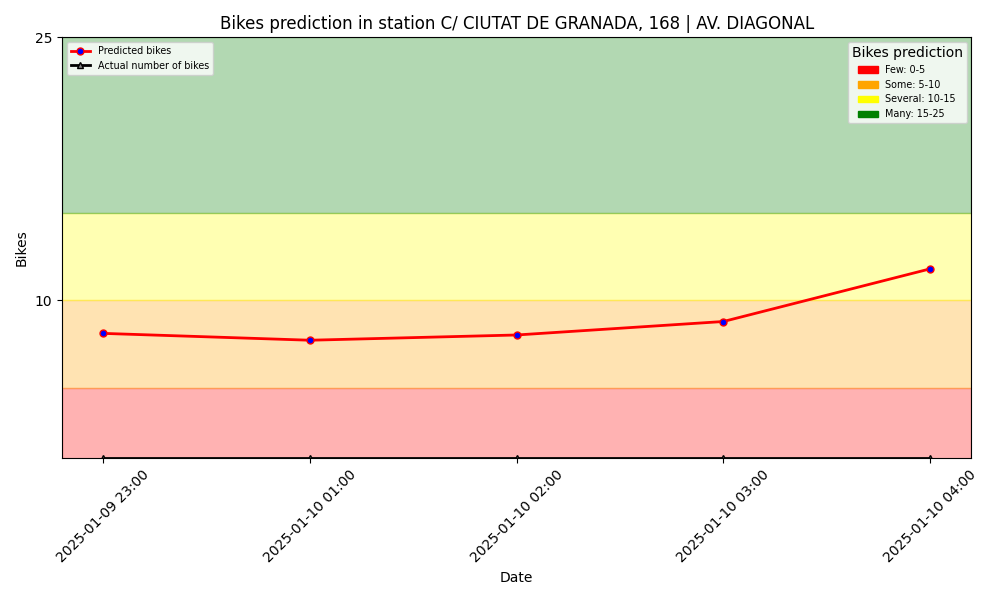 Bikes prediction in station C/ CIUTAT DE GRANADA, 168 | AV. DIAGONAL
25
Predicted bikes
Actual number of bikes
Bikes prediction
Few: 0-5
Some: 5-10
Several: 10-15
Many: 15-25
Bikes
10
2025-01-09 23:00
2025-01-10 01:00
2025-01-10 02:00
2025-01-10 03:00
2025-01-10 04:00
Date